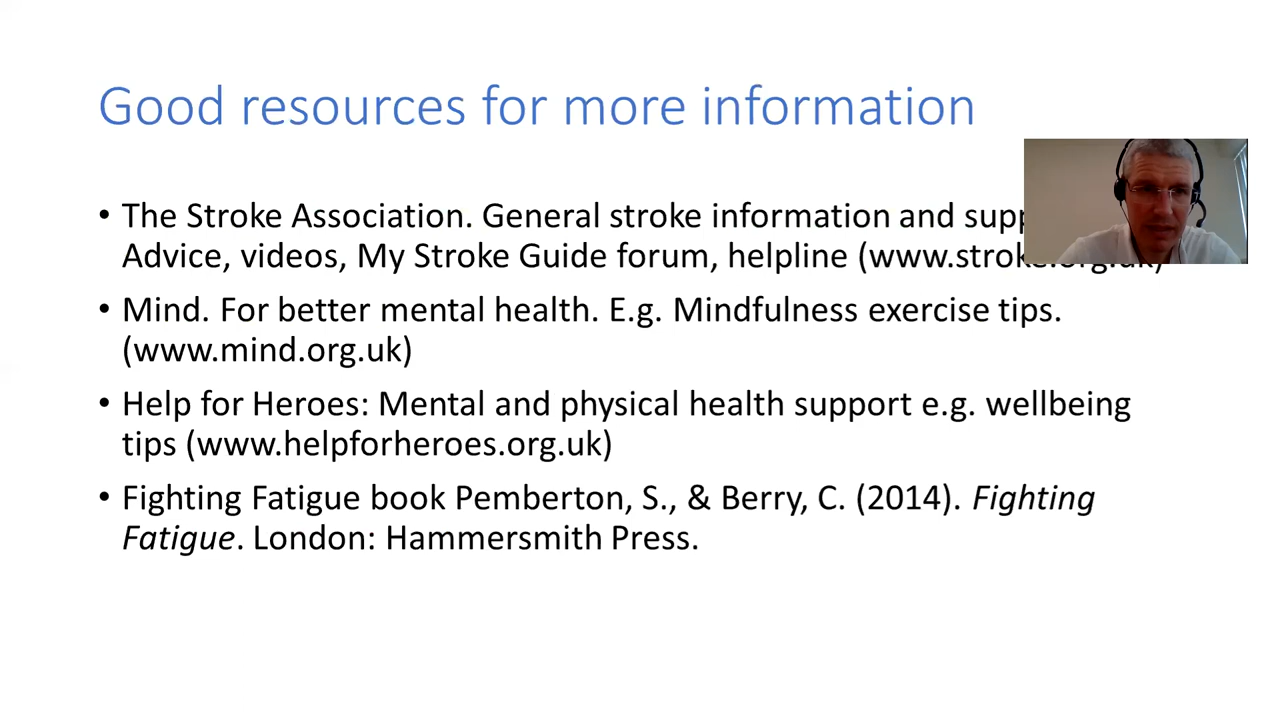 Good resources for more information
• The Stroke Association. General stroke information and
Advice, videos, My Stroke Guide forum, helpline (www.stroke.org.uk)
• Mind. For better mental health. E.g. Mindfulness exercise tips.
(www.mind.org.uk)
• Help for Heroes: Mental and physical health support e.g. wellbeing
tips (www.helpforheroes.org.uk)
• Fighting Fatigue book Pemberton, S., & Berry, C. (2014). Fighting
Fatigue. London: Hammersmith Press.